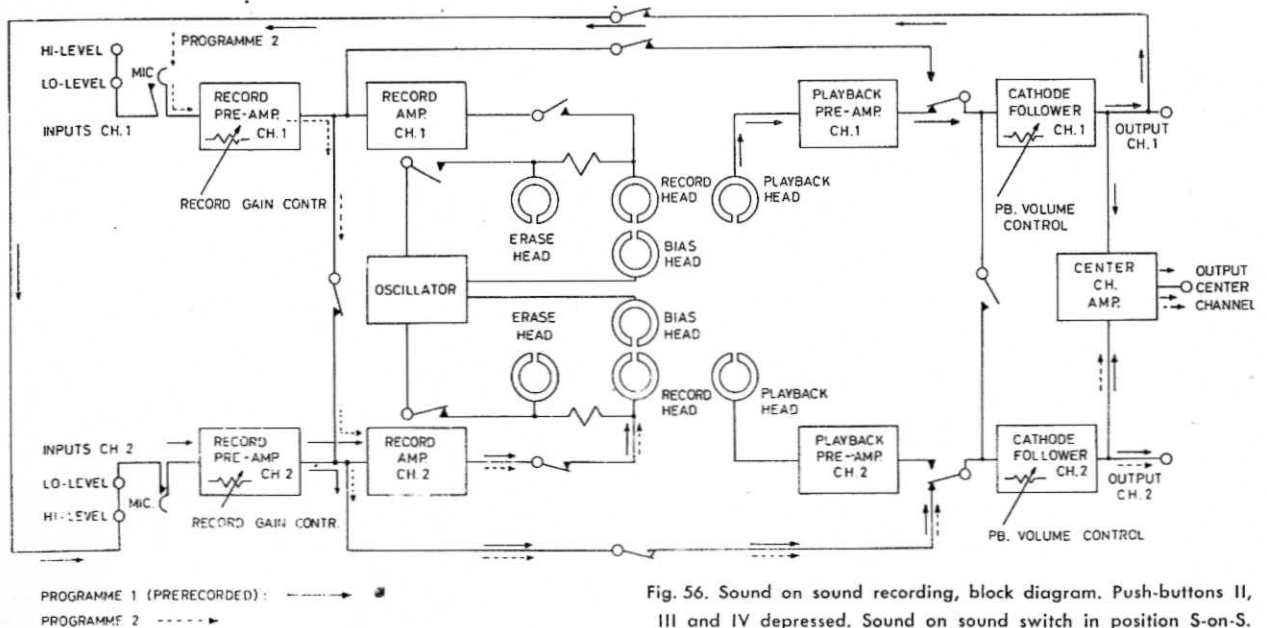 PROGRAMME 2
HI-LEVEL
LO-LEVEL
MIC.
INPUTS CH.1
RECORD
PRE-AMP.
CH.1
RECORD GAIN CONTR.
RECORD
AMP.
CH.1
ERASE
HEAD
RECORD
HEAD
BIAS
HEAD
PLAYBACK
HEAD
PLAYBACK
PRE-AMP.
CH.1
CATHODE
FOLLOWER
CH.1
PB. VOLUME
CONTROL
OUTPUT
CH.1
OSCILLATOR
CENTER
CH.
AMP.
OUTPUT
CENTER
CHANNEL
ERASE
HEAD
BIAS
HEAD
RECORD
HEAD
PLAYBACK
HEAD
INPUTS CH 2
LO-LEVEL
HI-LEVEL
MIC.
RECORD
PRE-AMP
CH 2
RECORD GAIN CONTR.
RECORD
AMP.
CH.2
PLAYBACK
PRE-AMP.
CH.2
CATHODE
FOLLOWER
CH.2
PB. VOLUME CONTROL
OUTPUT
CH. 2
PROGRAMME 1 (PRERECORDED):
PROGRAMME 2
Fig. 56. Sound on sound recording, block diagram. Push-buttons II,
III and IV depressed. Sound on sound switch in position S-on-S.